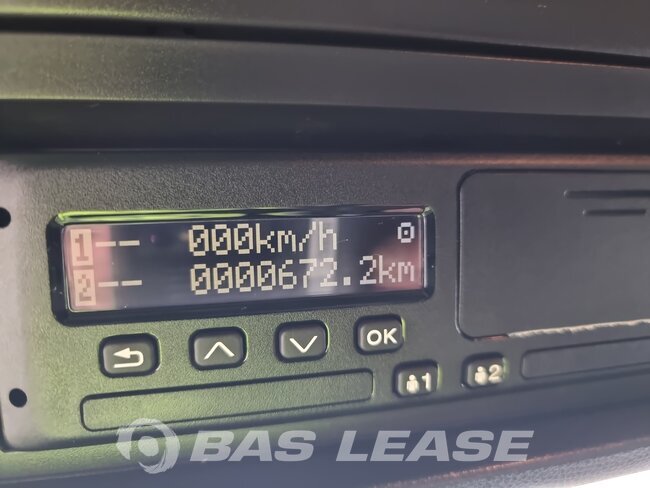 1 -- 000km/h
2 -- 0000672.2km
OK
1
2
BAS LEASE